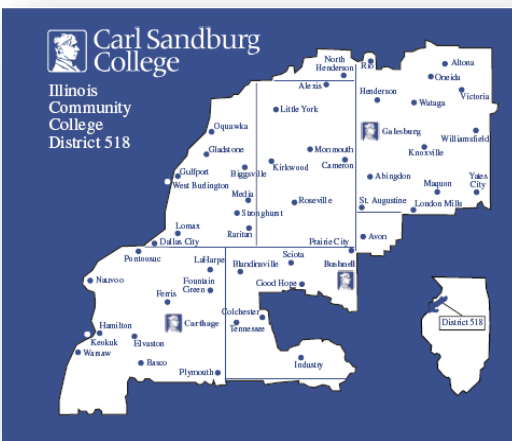 Carl Sandburg
College
Illinois
Community
College
District 518
North
Henderson
Rio
Altona
Oneida
Alexis
Henderson
Victoria
Wataga
Little York
Oquawka
Galesburg
Williamsfield
Gladstone
Monmouth
Knoxville
Kirkwood
Cameron
Gulfport
Biggsville
Abingdon
West Burlington
Maquon
Yates
City
Media
Roseville
St. Augustine
London Mills
Stronghurst
Lomax
Raritan
Avon
Dallas City
Prairie City
Pontoosuc
LaHarpe
Sciota
Blandinsville
Bushnell
Nauvoo
Fountain
Green
Good Hope
Ferris
Colchester
Hamilton
Carthage
Tennessee
District 518
Keokuk
Elvaston
Warsaw
Basco
Industry
Plymouth